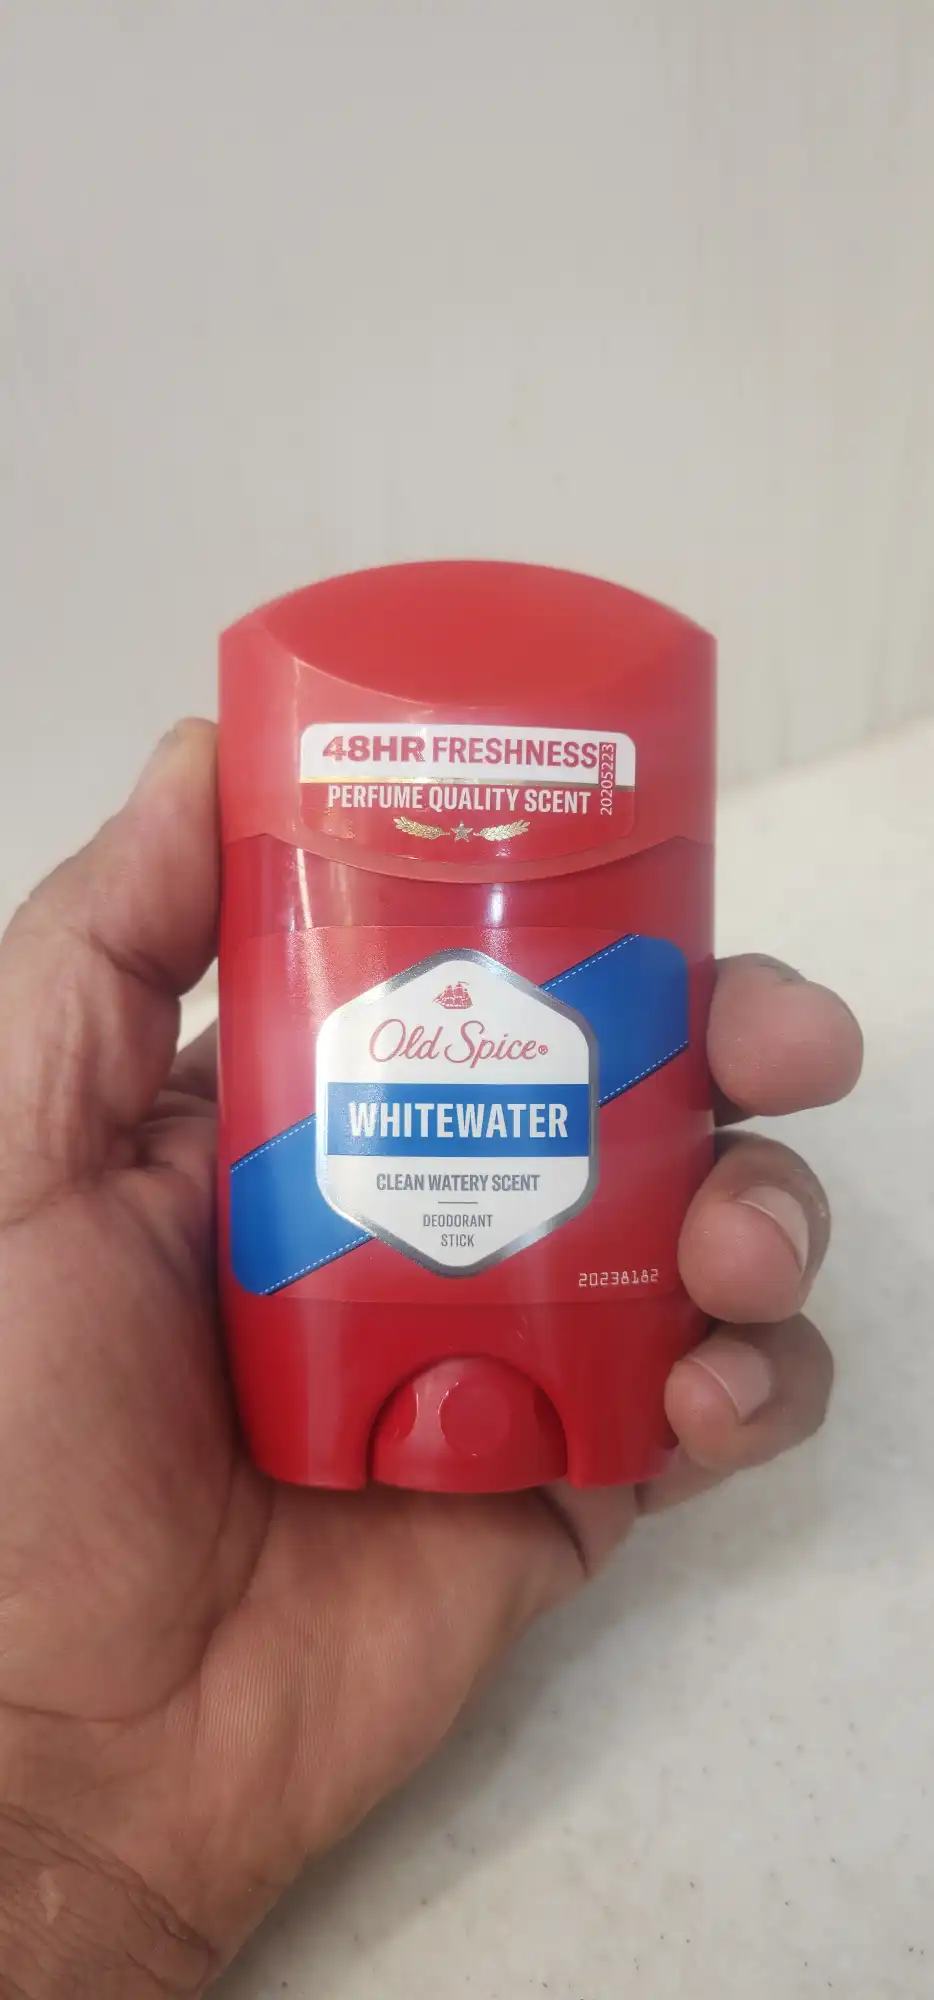 48HR FRESHNESS
20205223
PERFUME QUALITY SCENT
Old Spice®
WHITEWATER
CLEAN WATERY SCENT
DEODORANT
STICK
20238182